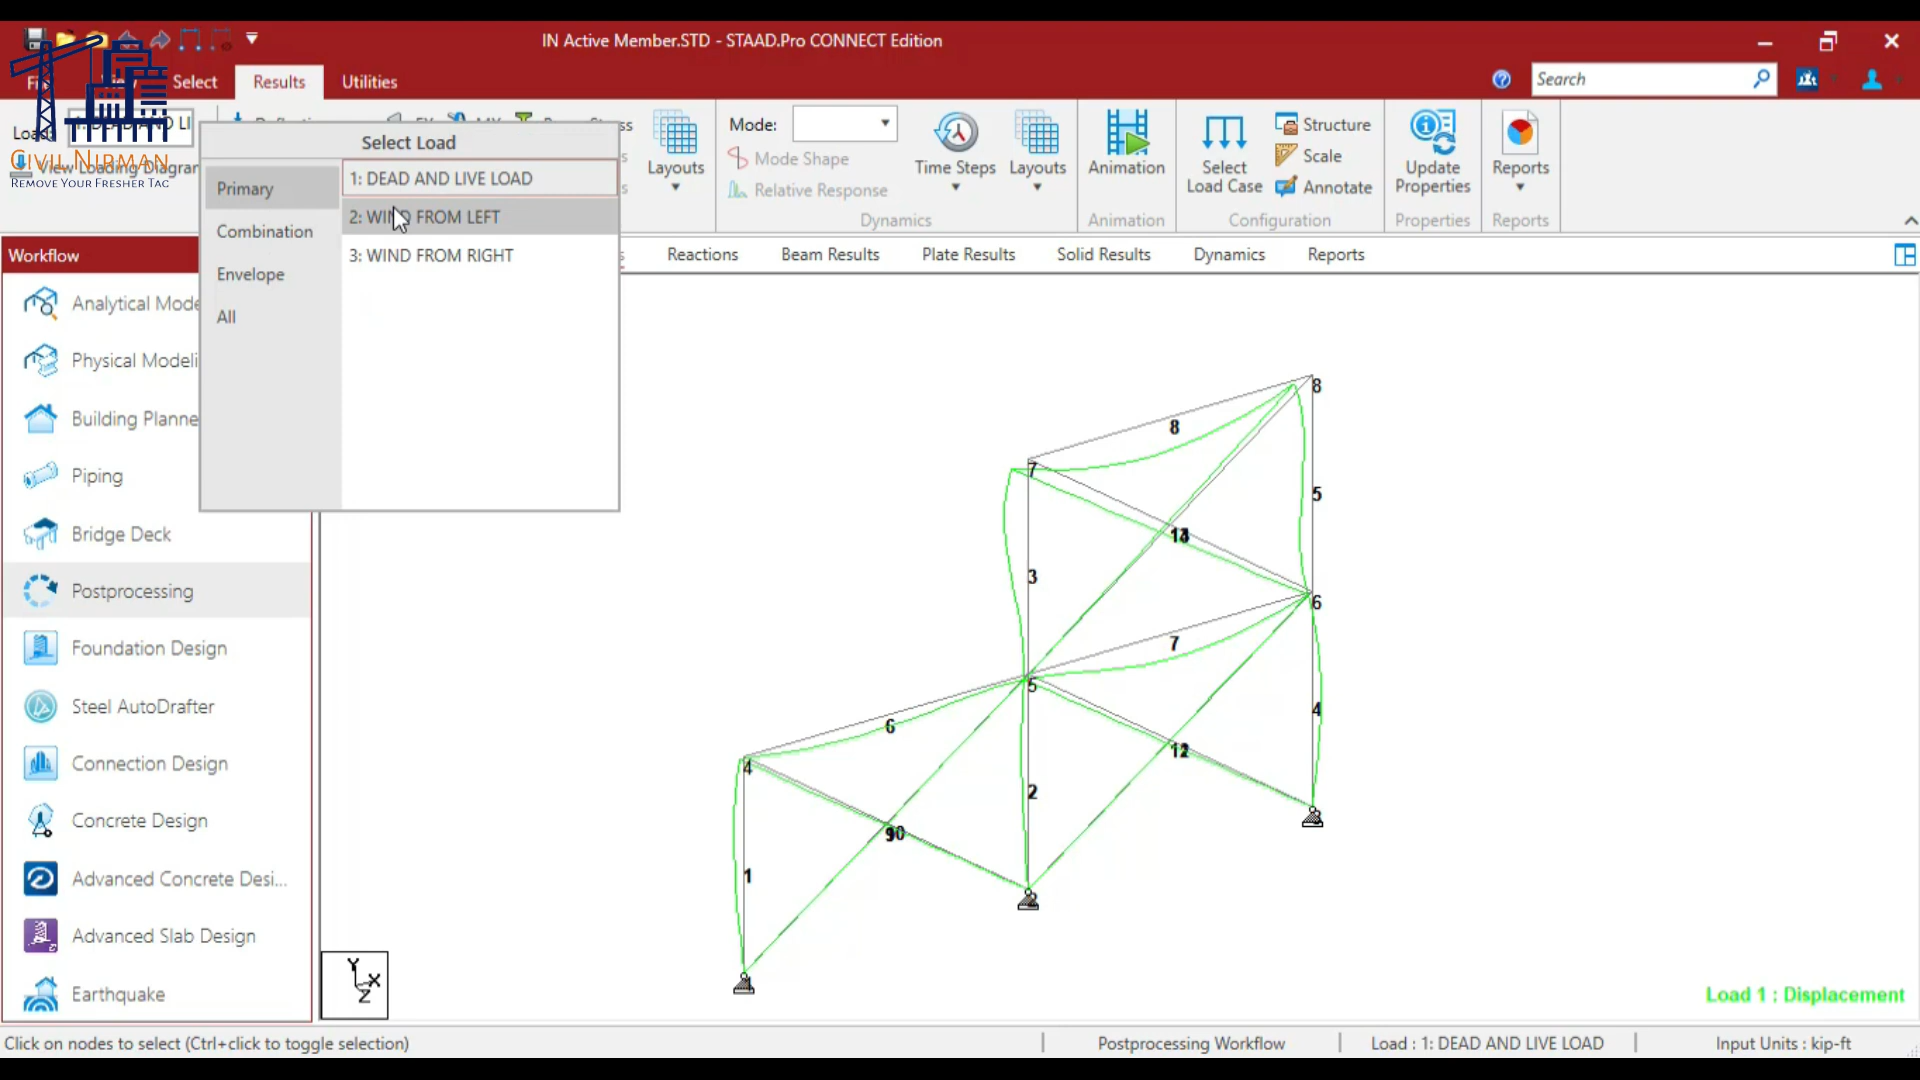 IN Active Member.STD - STAAD.Pro CONNECT Edition
Select
Results
Utilities
Search
CIVIL NIRMAN
REMOVE YOUR FRESHER TAG
Select Load
Primary
Combination
Envelope
All
1: DEAD AND LIVE LOAD
2: WIND FROM LEFT
3: WIND FROM RIGHT
Layouts
Mode:
Mode Shape
Relative Response
Time Steps
Layouts
Dynamics
Animation
Animation
Select
Load Case
Structure
Scale
Annotate
Configuration
Update
Properties
Properties
Reports
Reports
Reactions
Beam Results
Plate Results
Solid Results
Dynamics
Reports
Workflow
Analytical Mode
Physical Modeli
Building Planne
Piping
Bridge Deck
Postprocessing
Foundation Design
Steel AutoDrafter
Connection Design
Concrete Design
Advanced Concrete Desi...
Advanced Slab Design
Earthquake
8
8
7
5
3
6
7
5
6
4
4
12
2
1
Y
X
Z
Load 1 : Displacement
Click on nodes to select (Ctrl+click to toggle selection)
Postprocessing Workflow
Load : 1: DEAD AND LIVE LOAD
Input Units : kip-ft